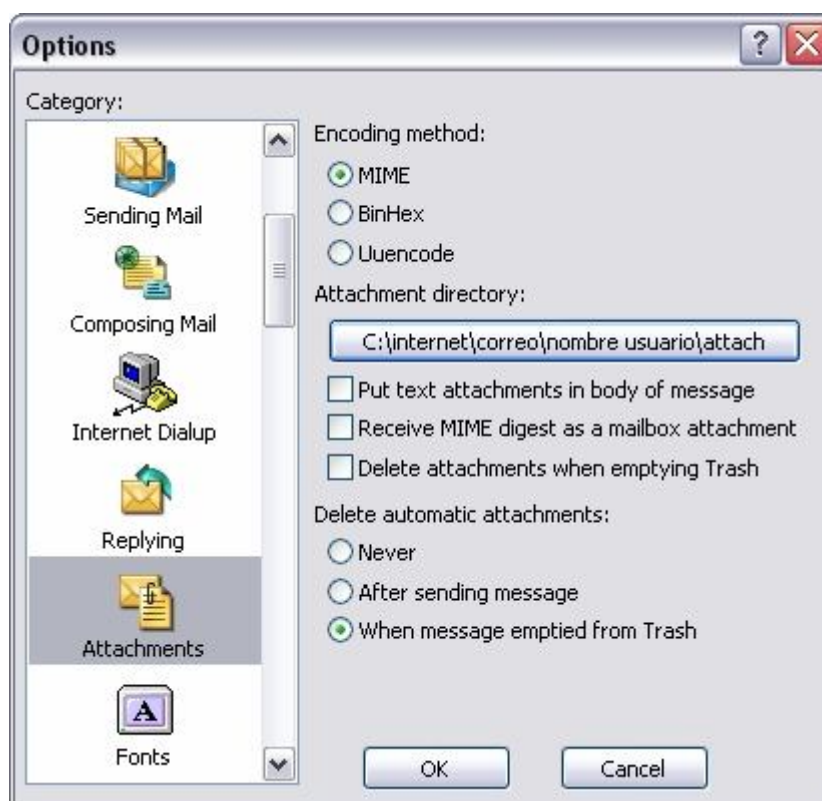 Options
Category:
Sending Mail
Composing Mail
Internet Dialup
Replying
Attachments
Fonts
Encoding method:
MIME
BinHex
Uuencode
Attachment directory:
C:\internet\correo\nombre usuario\attach
Put text attachments in body of message
Receive MIME digest as a mailbox attachment
Delete attachments when emptying Trash
Delete automatic attachments:
Never
After sending message
When message emptied from Trash
OK
Cancel